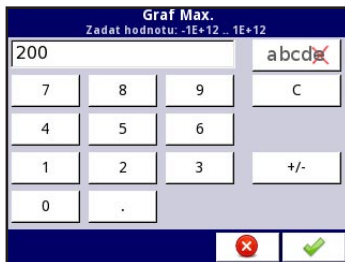 Graf Max.
Zadat hodnotu: -1E+12 .. 1E+12
200 abcde
7 8 9 C
4 5 6
1 2 3 +/-
0 .